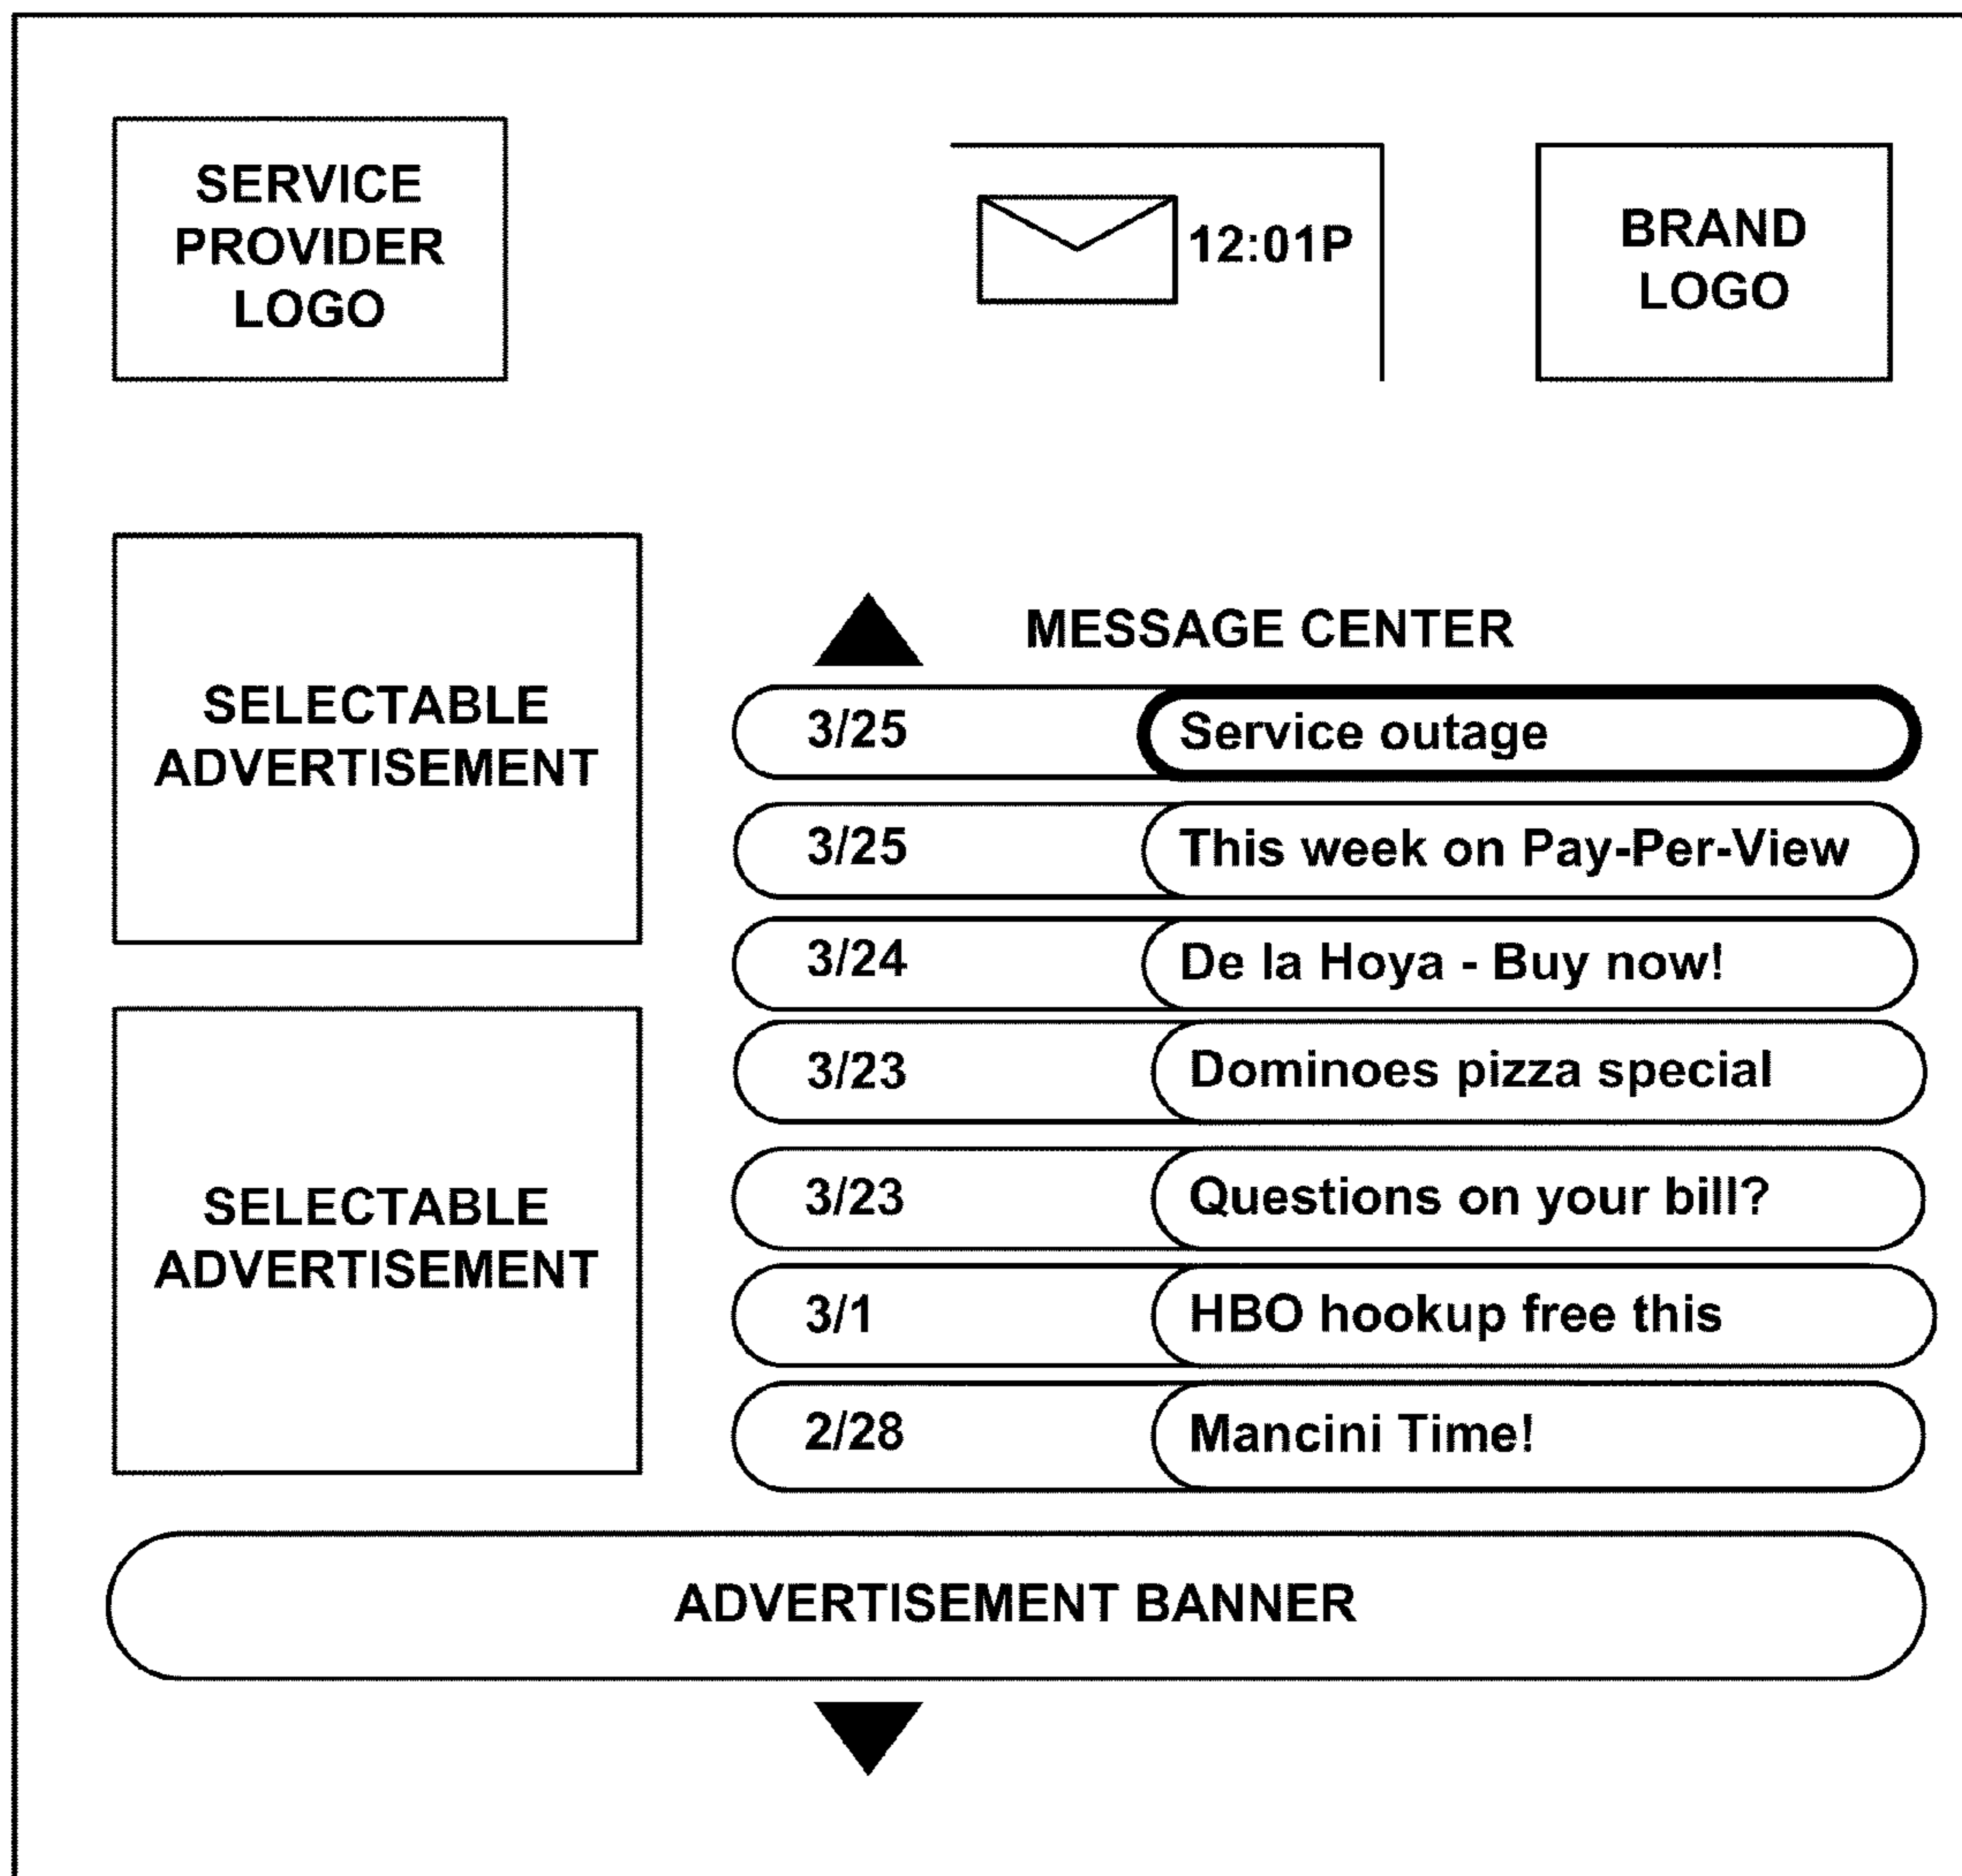 SERVICE
PROVIDER
LOGO
12:01P
BRAND
LOGO
SELECTABLE
ADVERTISEMENT
SELECTABLE
ADVERTISEMENT
MESSAGE CENTER
3/25 Service outage
3/25 This week on Pay-Per-View
3/24 De la Hoya - Buy now!
3/23 Dominoes pizza special
3/23 Questions on your bill?
3/1 HBO hookup free this
2/28 Mancini Time!
ADVERTISEMENT BANNER